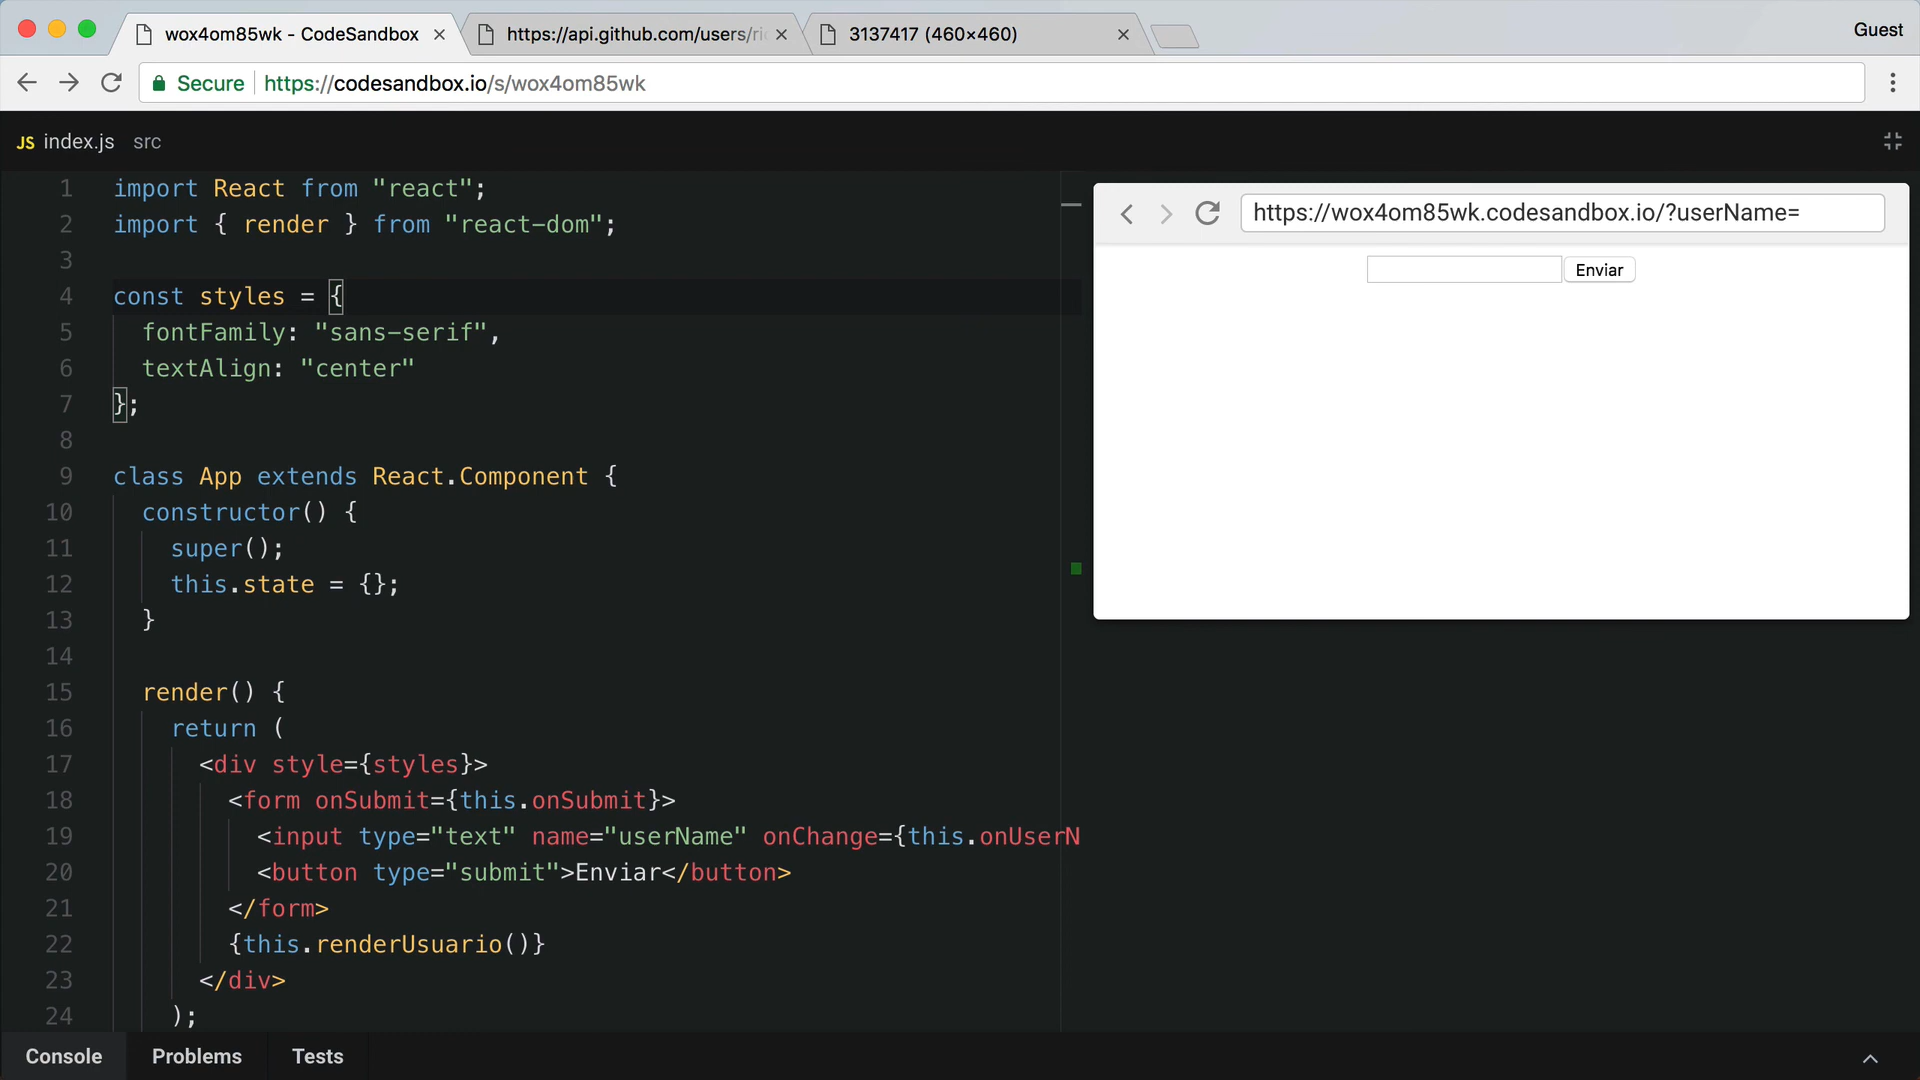 wox4om85wk - CodeSandbox
https://api.github.com/users/ri
3137417 (460×460)
Guest
Secure
https://codesandbox.io/s/wox4om85wk
JS index.js src
1 import React from "react";
2 import { render } from "react-dom";
3
4 const styles = {
5 fontFamily: "sans-serif",
6 textAlign: "center"
7 };
8
9 class App extends React.Component {
10 constructor() {
11 super();
12 this.state = {};
13 }
14
15 render() {
16 return (
17 <div style={styles}>
18 <form onSubmit={this.onSubmit}>
19 <input type="text" name="userName" onChange={this.onUserN
20 <button type="submit">Enviar</button>
21 </form>
22 {this.renderUsuario()}
23 </div>
24 );
https://wox4om85wk.codesandbox.io/?userName=
Enviar
Console Problems Tests